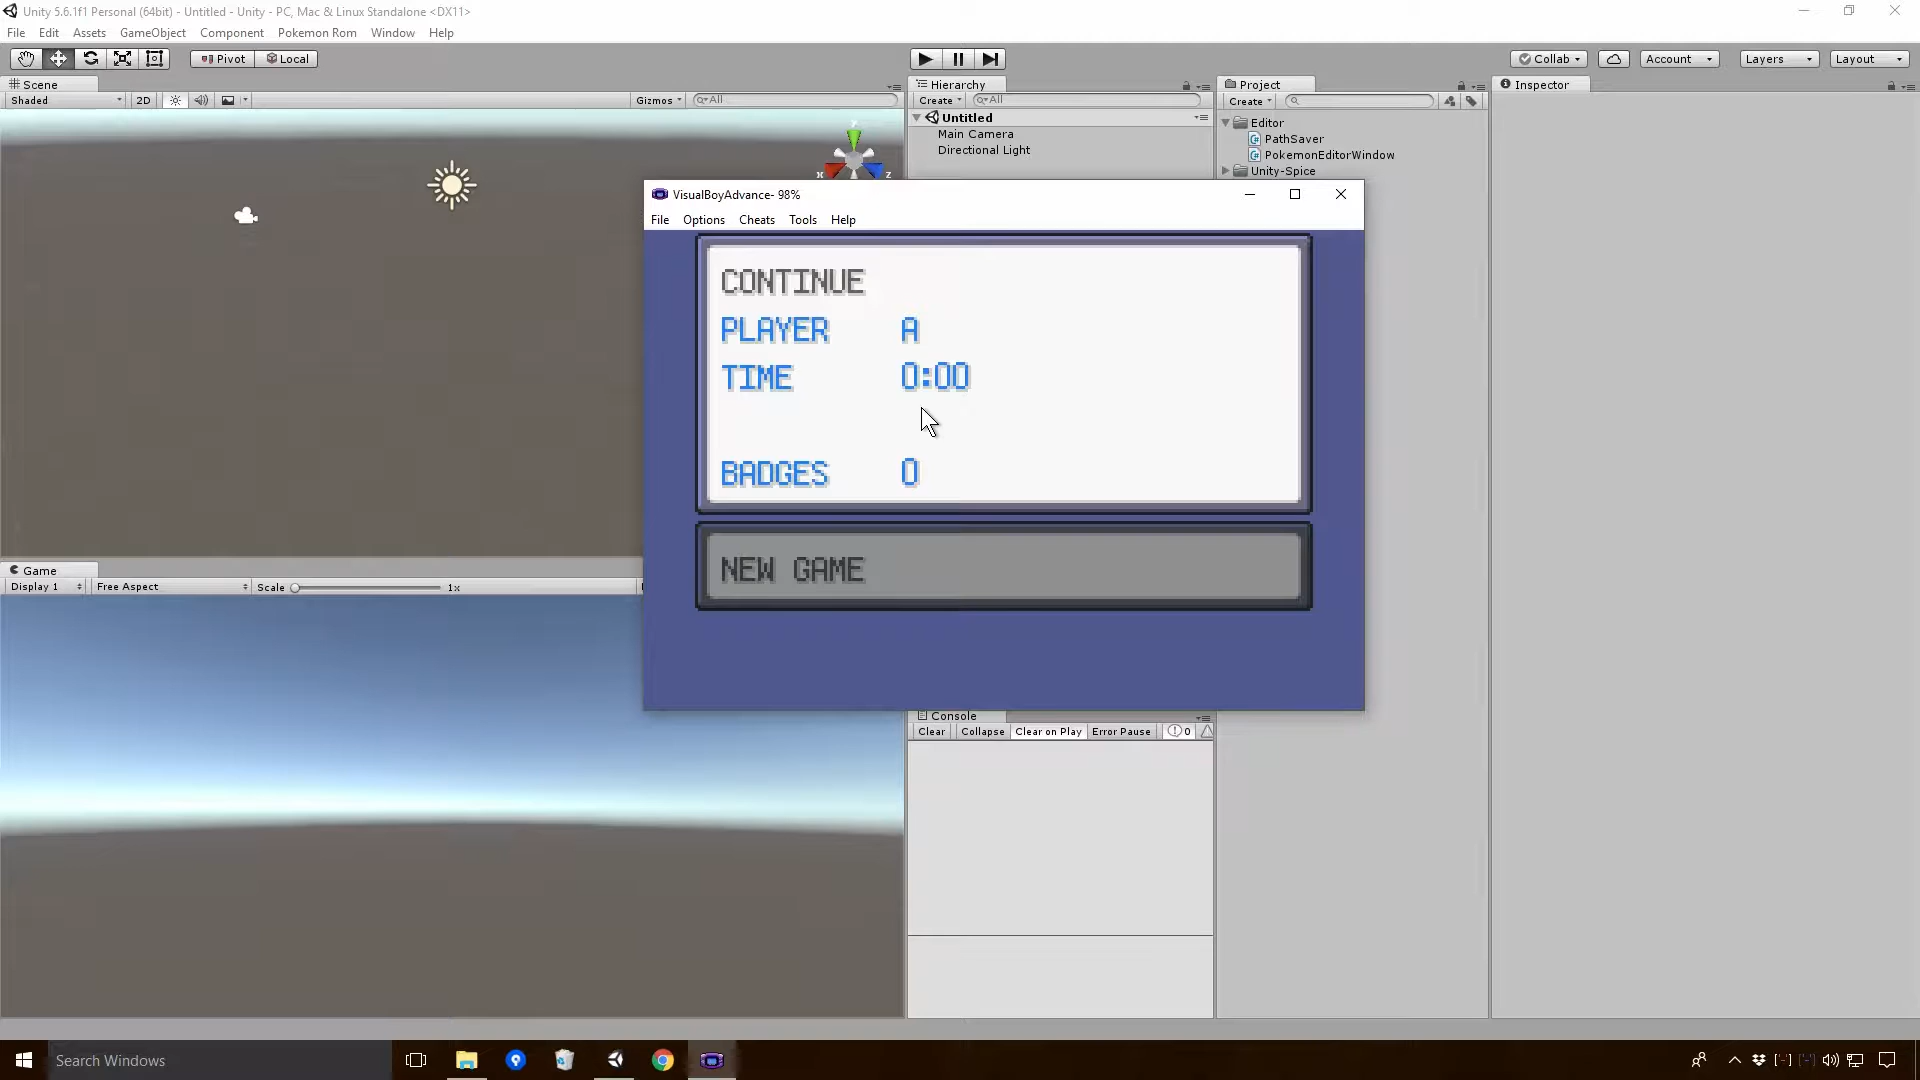 Unity 5.6.1f1 Personal (64bit) - Untitled - Unity - PC, Mac & Linux Standalone <DX11>
File Edit Assets GameObject Component Pokemon Rom Window Help
Pivot Local Collab Account Layers Layout
Scene
Shaded 2D Gizmos All
Hierarchy
Create All
Untitled
Main Camera
Directional Light
Project
Create
Editor
PathSaver
PokemonEditorWindow
Unity-Spice
Inspector
VisualBoyAdvance- 98%
File Options Cheats Tools Help
CONTINUE
PLAYER A
TIME 0:00
BADGES 0
NEW GAME
Game
Display 1 Free Aspect Scale 1x
Console
Clear Collapse Clear on Play Error Pause 0
Search Windows